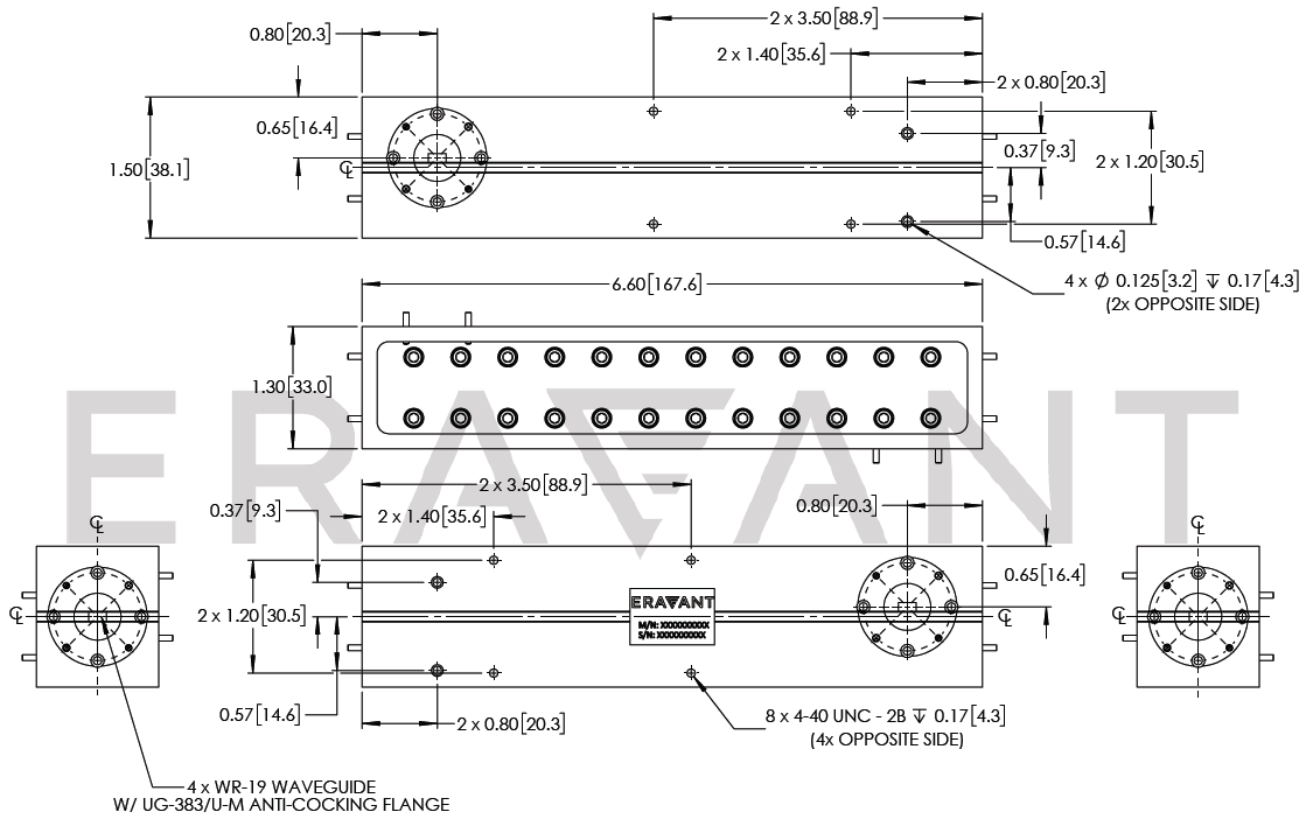 2 x 3.50[88.9]
0.80[20.3]
2 x 1.40[35.6]
2 x 0.80[20.3]
0.65[16.4]
1.50[38.1]
℄
0.37[9.3]
2 x 1.20[30.5]
0.57[14.6]
4 x Ø 0.125[3.2] ↧ 0.17[4.3]
(2x OPPOSITE SIDE)
6.60[167.6]
1.30[33.0]
ERAVANT
2 x 3.50[88.9]
0.80[20.3]
0.37[9.3]
2 x 1.40[35.6]
℄
℄
0.65[16.4]
2 x 1.20[30.5]
ERAVANT
M/N: XXXXXXXXXX
S/N: XXXXXXXXXX
℄
℄
℄
0.57[14.6]
2 x 0.80[20.3]
8 x 4-40 UNC - 2B ↧ 0.17[4.3]
(4x OPPOSITE SIDE)
4 x WR-19 WAVEGUIDE
W/ UG-383/U-M ANTI-COCKING FLANGE